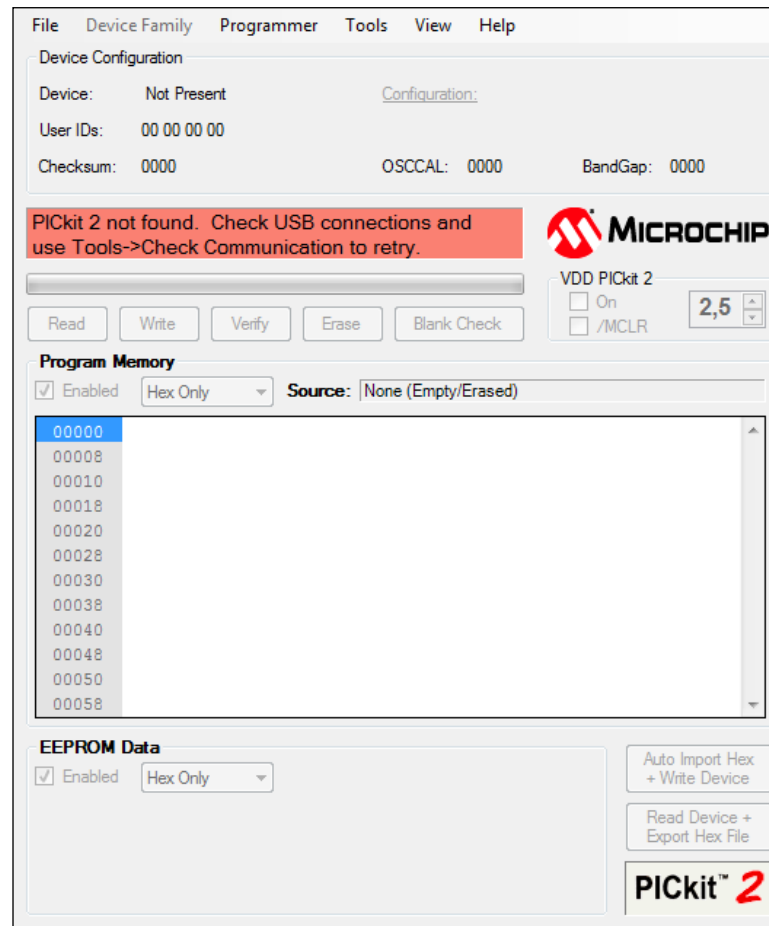 File Device Family Programmer Tools View Help
Device Configuration
Device: Not Present Configuration:
User IDs: 00 00 00 00
Checksum: 0000 OSCCAL: 0000 BandGap: 0000
PICkit 2 not found. Check USB connections and
use Tools->Check Communication to retry.
MICROCHIP
VDD PICkit 2
On
/MCLR
2,5
Read Write Verify Erase Blank Check
Program Memory
Enabled Hex Only Source: None (Empty/Erased)
00000
00008
00010
00018
00020
00028
00030
00038
00040
00048
00050
00058
EEPROM Data
Enabled Hex Only
Auto Import Hex
+ Write Device
Read Device +
Export Hex File
PICkit™ 2